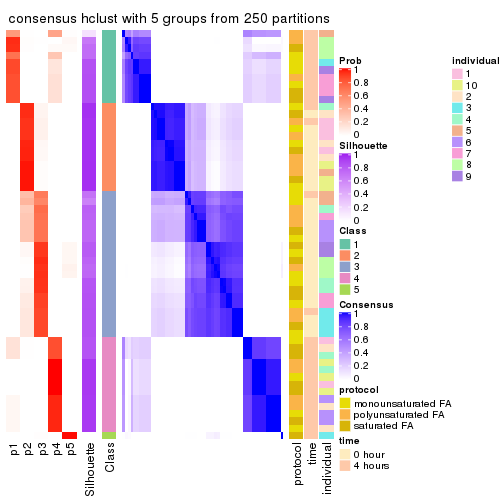 consensus hclust with 5 groups from 250 partitions
p1
p2
p3
p4
p5
Silhouette
Class
protocol
time
individual
Prob
1
0.8
0.6
0.4
0.2
0
Silhouette
1
0.8
0.6
0.4
0.2
0
Class
1
2
3
4
5
Consensus
1
0.8
0.6
0.4
0.2
0
protocol
monounsaturated FA
polyunsaturated FA
saturated FA
time
0 hour
4 hours
individual
1
10
2
3
4
5
6
7
8
9